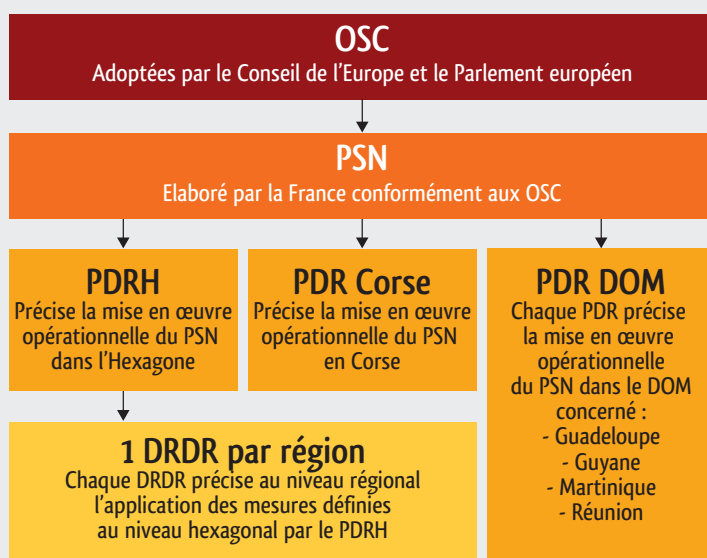 OSC
Adoptées par le Conseil de l'Europe et le Parlement européen
PSN
Elaboré par la France conformément aux OSC
PDRH
Précise la mise en œuvre
opérationnelle du PSN
dans l'Hexagone
PDR Corse
Précise la mise en œuvre
opérationnelle du PSN
en Corse
PDR DOM
Chaque PDR précise
la mise en œuvre
opérationnelle
du PSN dans le DOM
concerné :
- Guadeloupe
- Guyane
- Martinique
- Réunion
1 DRDR par région
Chaque DRDR précise au niveau régional
l'application des mesures définies
au niveau hexagonal par le PDRH